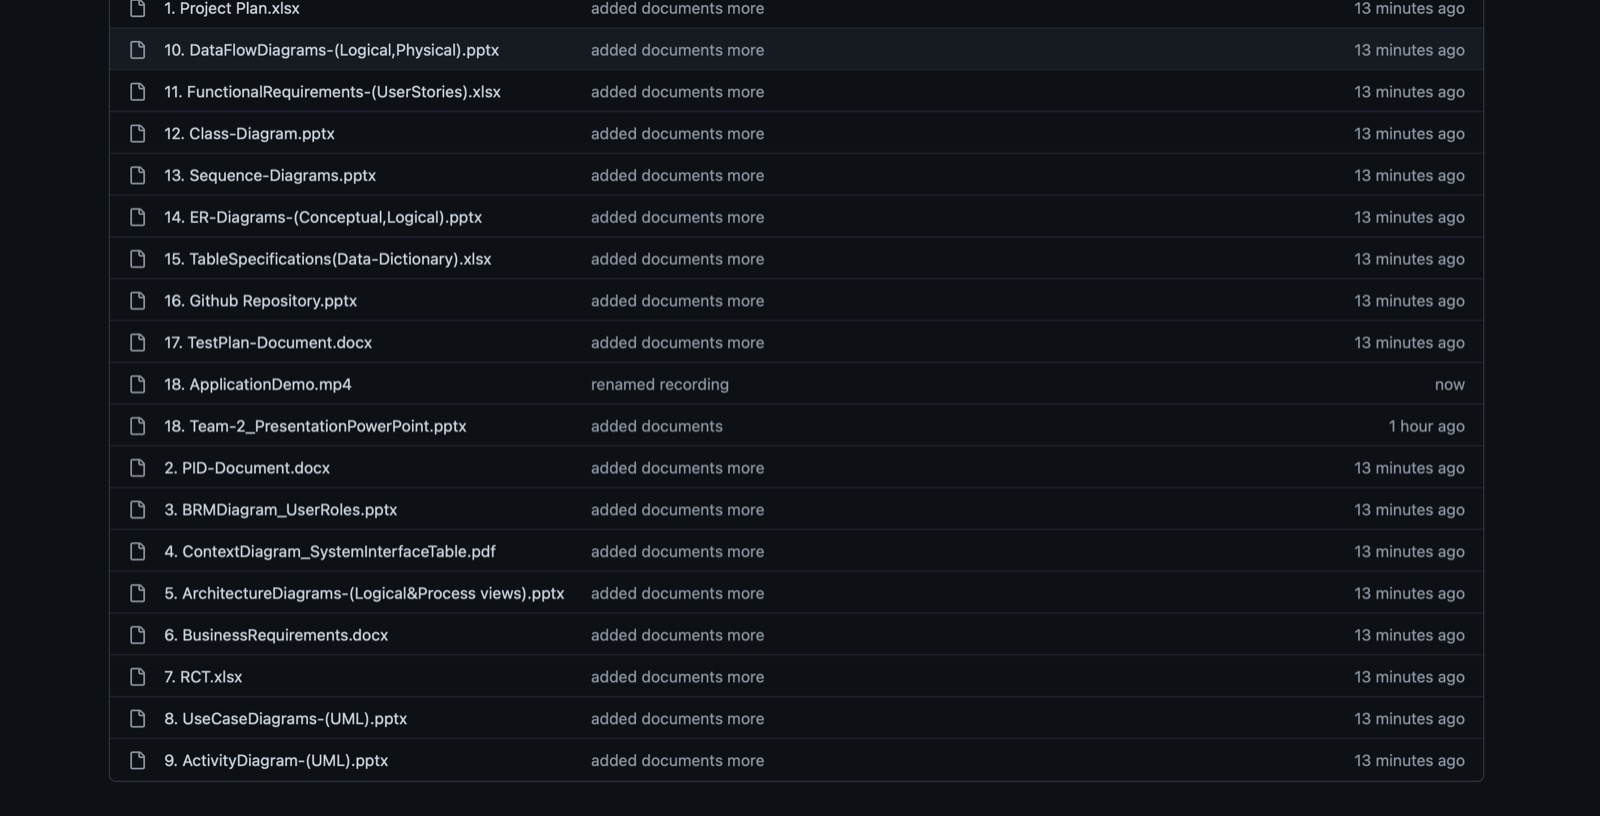 1. Project Plan.xlsx added documents more 13 minutes ago
10. DataFlowDiagrams-(Logical,Physical).pptx added documents more 13 minutes ago
11. FunctionalRequirements-(UserStories).xlsx added documents more 13 minutes ago
12. Class-Diagram.pptx added documents more 13 minutes ago
13. Sequence-Diagrams.pptx added documents more 13 minutes ago
14. ER-Diagrams-(Conceptual,Logical).pptx added documents more 13 minutes ago
15. TableSpecifications(Data-Dictionary).xlsx added documents more 13 minutes ago
16. Github Repository.pptx added documents more 13 minutes ago
17. TestPlan-Document.docx added documents more 13 minutes ago
18. ApplicationDemo.mp4 renamed recording now
18. Team-2_PresentationPowerPoint.pptx added documents 1 hour ago
2. PID-Document.docx added documents more 13 minutes ago
3. BRMDiagram_UserRoles.pptx added documents more 13 minutes ago
4. ContextDiagram_SystemInterfaceTable.pdf added documents more 13 minutes ago
5. ArchitectureDiagrams-(Logical&Process views).pptx added documents more 13 minutes ago
6. BusinessRequirements.docx added documents more 13 minutes ago
7. RCT.xlsx added documents more 13 minutes ago
8. UseCaseDiagrams-(UML).pptx added documents more 13 minutes ago
9. ActivityDiagram-(UML).pptx added documents more 13 minutes ago